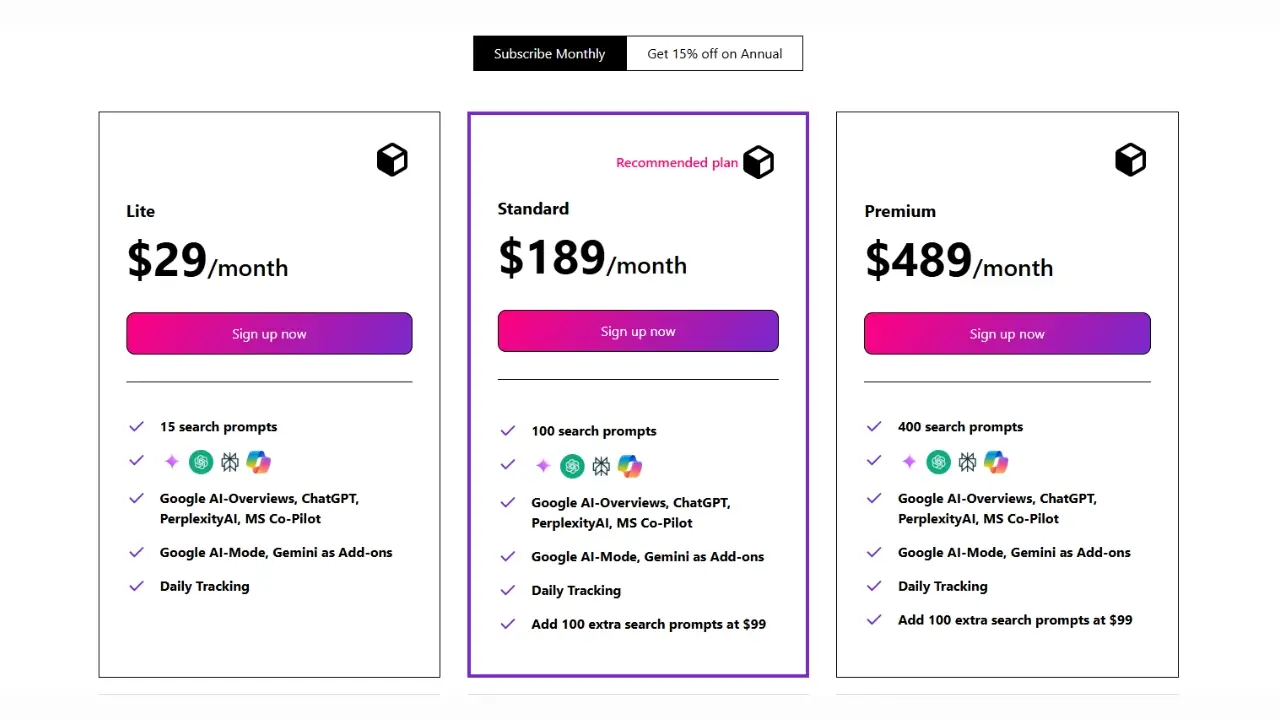 Subscribe Monthly
Get 15% off on Annual
Lite
$29/month
Sign up now
15 search prompts
Google AI-Overviews, ChatGPT,
PerplexityAI, MS Co-Pilot
Google AI-Mode, Gemini as Add-ons
Daily Tracking
Recommended plan
Standard
$189/month
Sign up now
100 search prompts
Google AI-Overviews, ChatGPT,
PerplexityAI, MS Co-Pilot
Google AI-Mode, Gemini as Add-ons
Daily Tracking
Add 100 extra search prompts at $99
Premium
$489/month
Sign up now
400 search prompts
Google AI-Overviews, ChatGPT,
PerplexityAI, MS Co-Pilot
Google AI-Mode, Gemini as Add-ons
Daily Tracking
Add 100 extra search prompts at $99